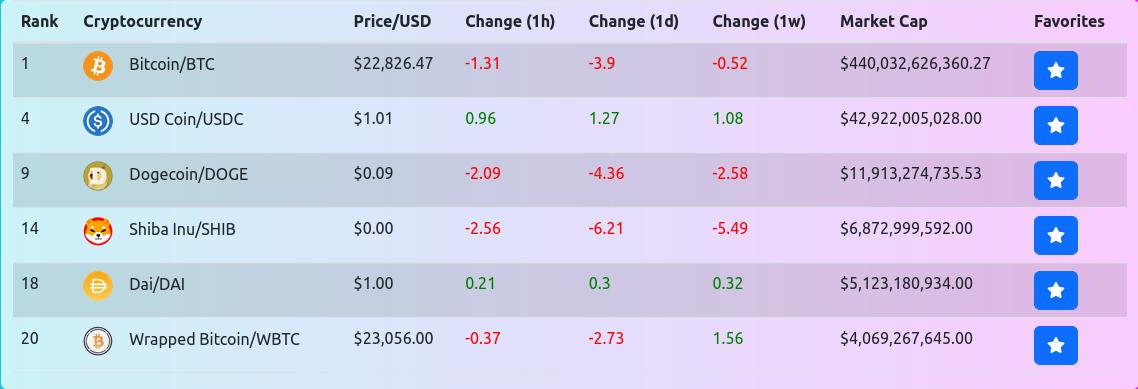 Rank Cryptocurrency Price/USD Change (1h) Change (1d) Change (1w) Market Cap Favorites
1 Bitcoin/BTC $22,826.47 -1.31 -3.9 -0.52 $440,032,626,360.27
4 USD Coin/USDC $1.01 0.96 1.27 1.08 $42,922,005,028.00
9 Dogecoin/DOGE $0.09 -2.09 -4.36 -2.58 $11,913,274,735.53
14 Shiba Inu/SHIB $0.00 -2.56 -6.21 -5.49 $6,872,999,592.00
18 Dai/DAI $1.00 0.21 0.3 0.32 $5,123,180,934.00
20 Wrapped Bitcoin/WBTC $23,056.00 -0.37 -2.73 1.56 $4,069,267,645.00